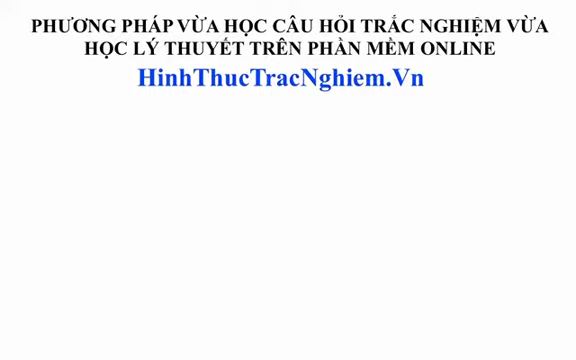 PHƯƠNG PHÁP VỪA HỌC CÂU HỎI TRẮC NGHIỆM VỪA
HỌC LÝ THUYẾT TRÊN PHẦN MỀM ONLINE
HinhThucTracNghiem.Vn